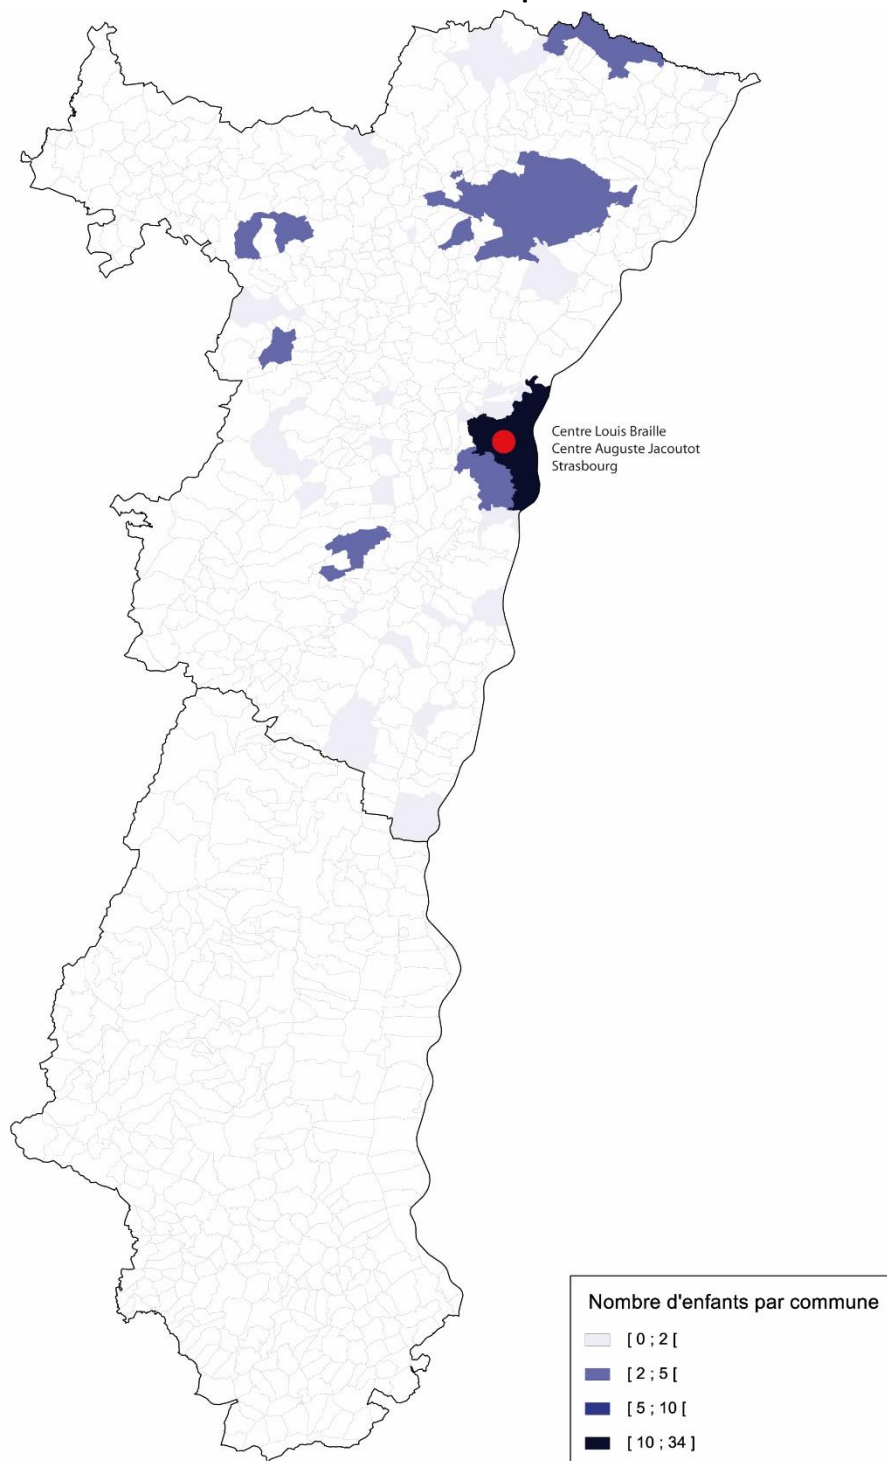 Centre Louis Braille
Centre Auguste Jacoutot
Strasbourg
Nombre d'enfants par commune
[ 0 ; 2 [
[ 2 ; 5 [
[ 5 ; 10 [
[ 10 ; 34 ]